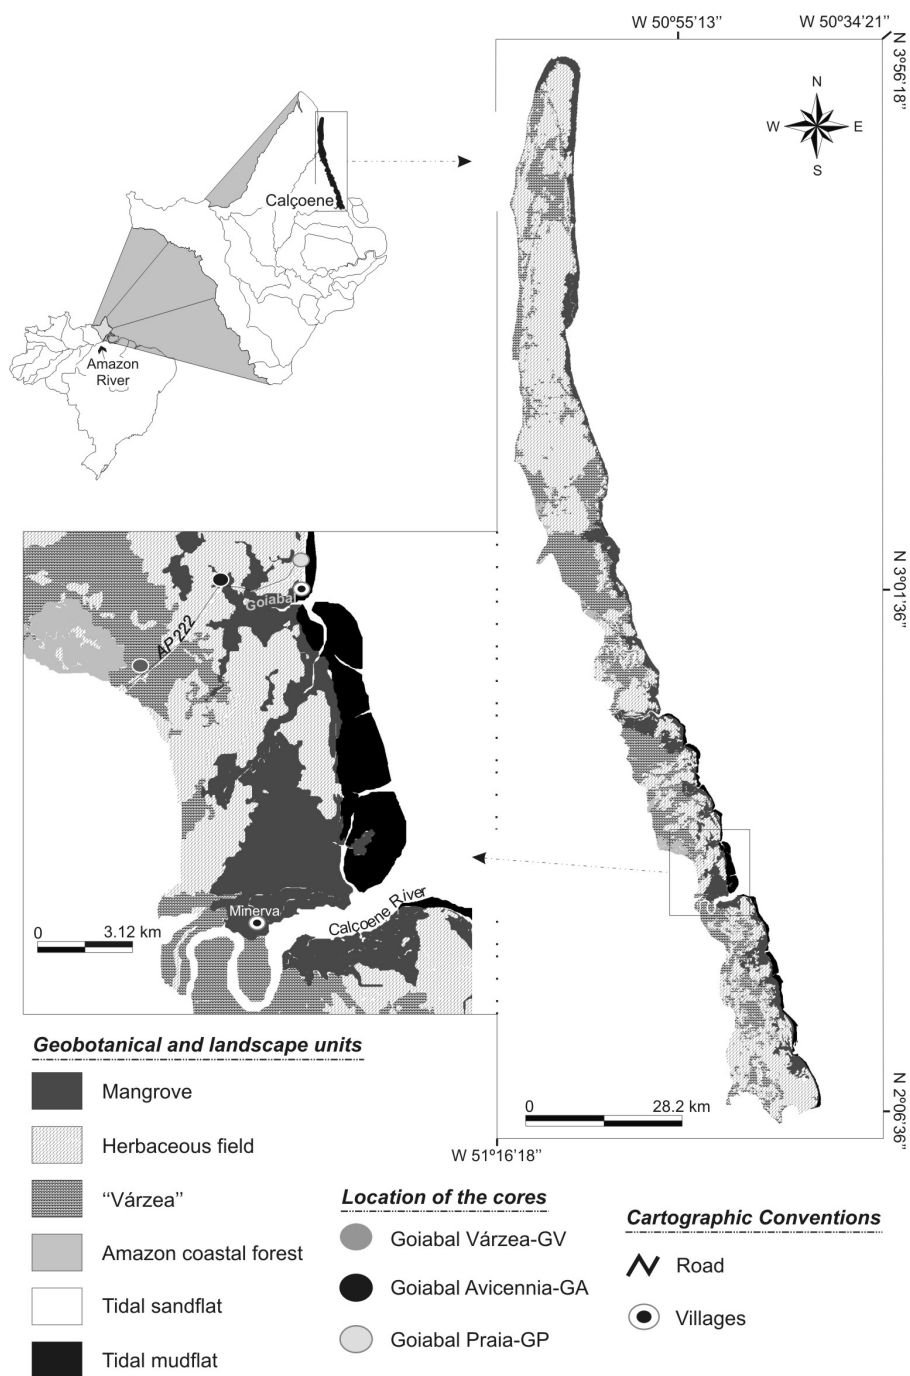 W 50º55'13''
W 50º34'21''
N 3º56'18''
N
W
E
S
Calçoene
Amazon
River
N 3º01'36''
Goiabal
AP'222
Minerva
Calçoene River
0
3.12 km
0
28.2 km
N 2º06'36''
W 51º16'18''
Geobotanical and landscape units
Mangrove
Herbaceous field
“Várzea”
Amazon coastal forest
Tidal sandflat
Tidal mudflat
Location of the cores
Goiabal Várzea-GV
Goiabal Avicennia-GA
Goiabal Praia-GP
Cartographic Conventions
Road
Villages